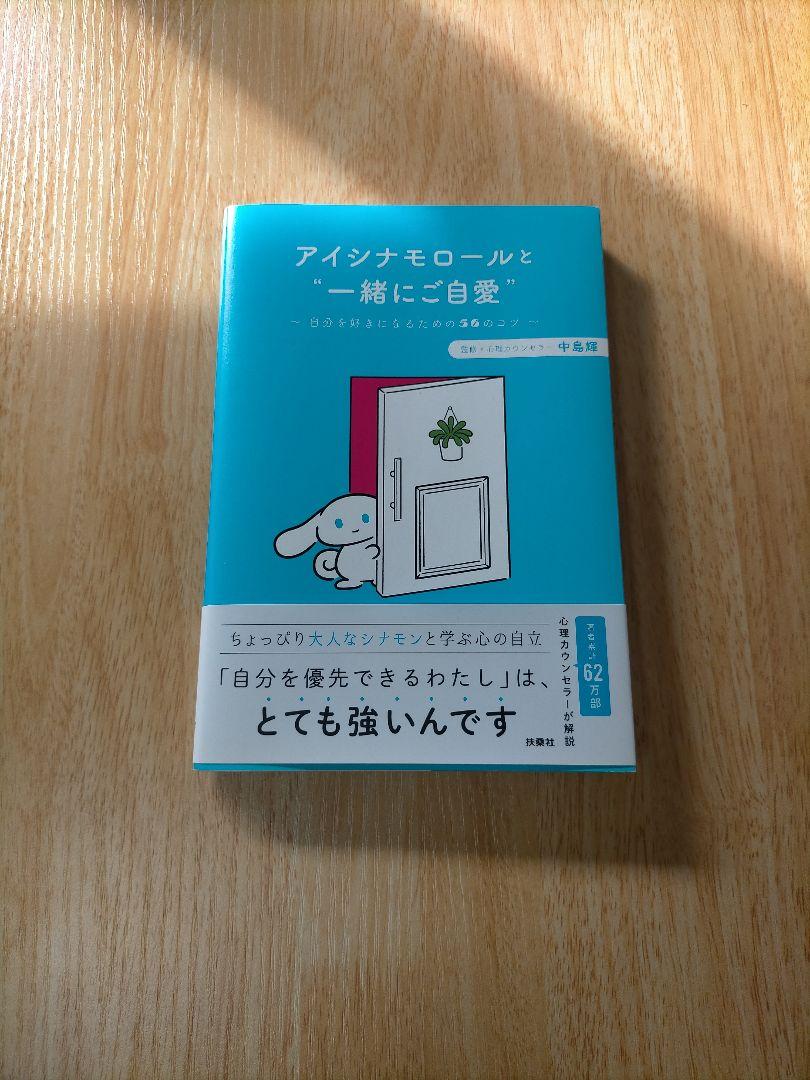 アイシナモロールと
“一緒にご自愛”
～自分を好きになるための56のコツ～
監修・心理カウンセラー 中島輝
ちょっぴり大人なシナモンと学ぶ心の自立
「自分を優先できるわたし」は、
とても強いんです
心理カウンセラーが解説
著者累計
62万部
扶桑社